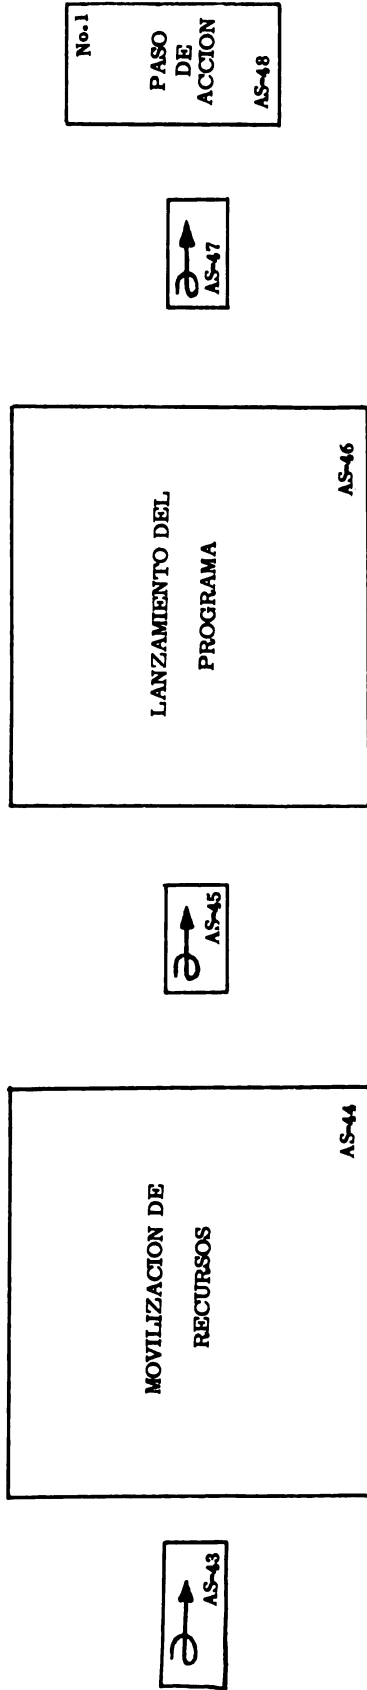 AS-43
MOVILIZACION DE
RECURSOS
AS-44
AS-45
LANZAMIENTO DEL
PROGRAMA
AS-46
AS-47
No.1
PASO
DE
ACCION
AS-48